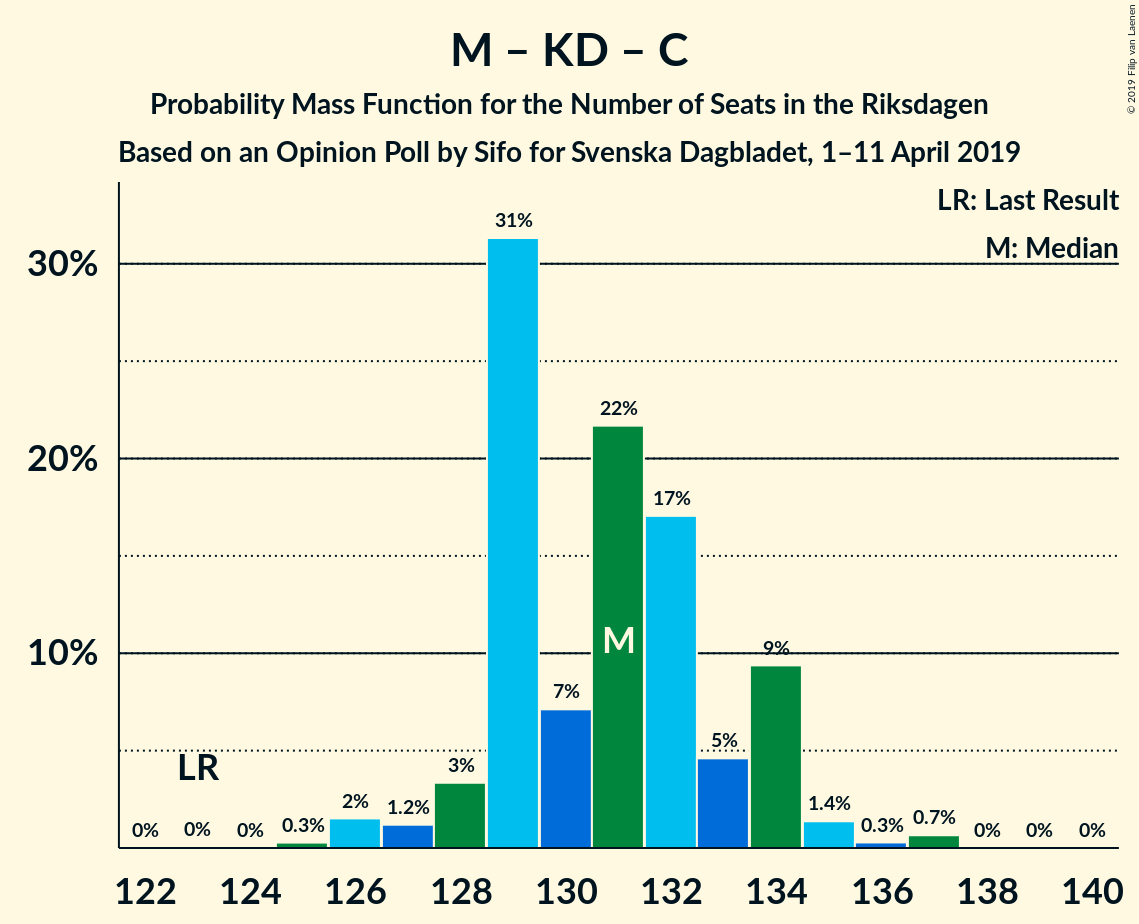 M – KD – C
Probability Mass Function for the Number of Seats in the Riksdagen
Based on an Opinion Poll by Sifo for Svenska Dagbladet, 1–11 April 2019
© 2019 Filip van Laenen
LR: Last Result
M: Median
30%
20%
10%
LR
M
0% 0% 0% 0.3% 2% 1.2% 3% 31% 7% 22% 17% 5% 9% 1.4% 0.3% 0.7% 0% 0% 0%
122 124 126 128 130 132 134 136 138 140